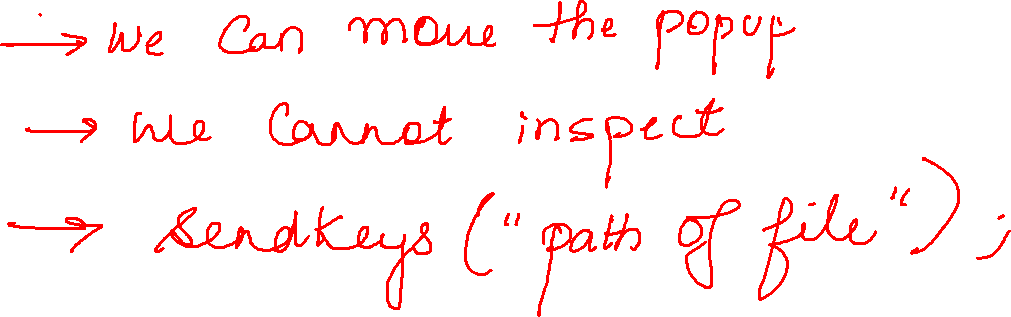 → we can move the popup
→ we cannot inspect
→ sendkeys ("path of file");